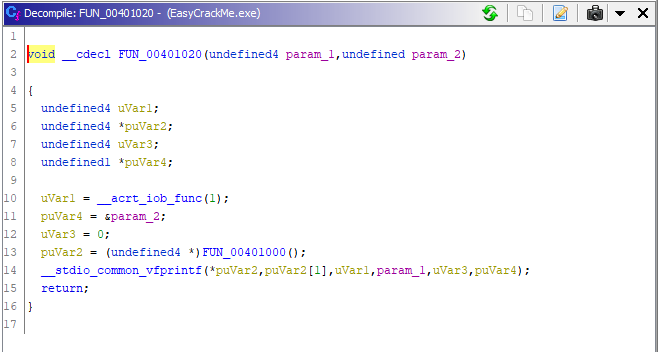 Decompile: FUN_00401020 - (EasyCrackMe.exe)
1
2 void __cdecl FUN_00401020(undefined4 param_1,undefined param_2)
3
4 {
5 undefined4 uVar1;
6 undefined4 *puVar2;
7 undefined4 uVar3;
8 undefined1 *puVar4;
9
10 uVar1 = __acrt_iob_func(1);
11 puVar4 = &param_2;
12 uVar3 = 0;
13 puVar2 = (undefined4 *)FUN_00401000();
14 __stdio_common_vfprintf(*puVar2,puVar2[1],uVar1,param_1,uVar3,puVar4);
15 return;
16 }
17